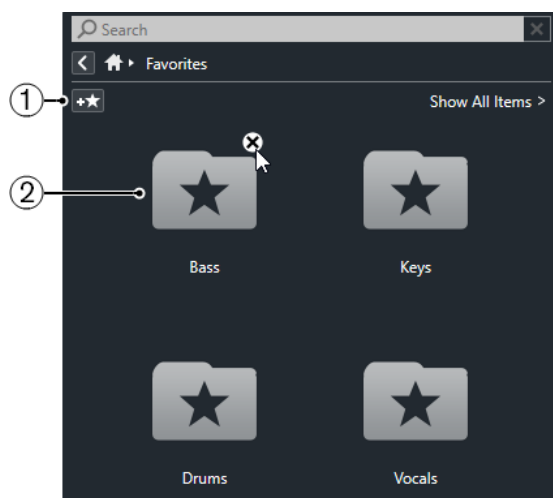 Search
Favorites
1
Show All Items >
2
Bass
Keys
Drums
Vocals